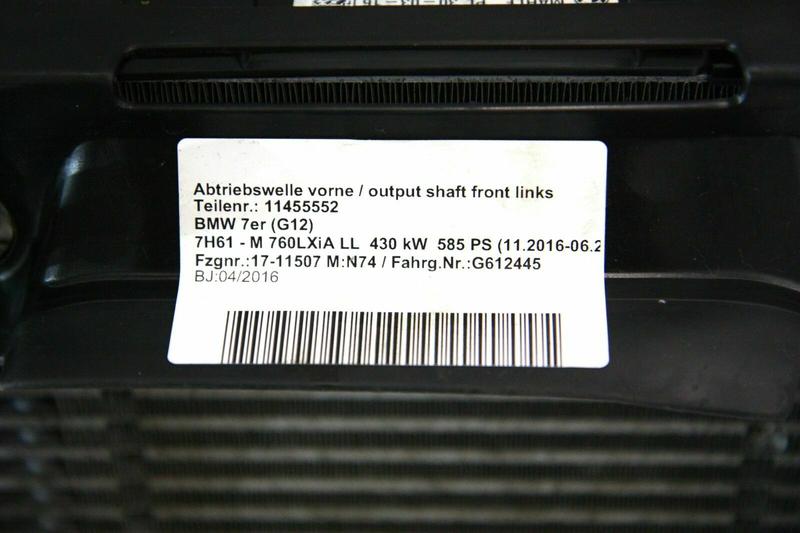 Abtriebswelle vorne / output shaft front links
Teilenr.: 11455552
BMW 7er (G12)
7H61 - M 760LXiA LL 430 kW 585 PS (11.2016-06.2
Fzgnr.:17-11507 M:N74 / Fahrg.Nr.:G612445
BJ:04/2016